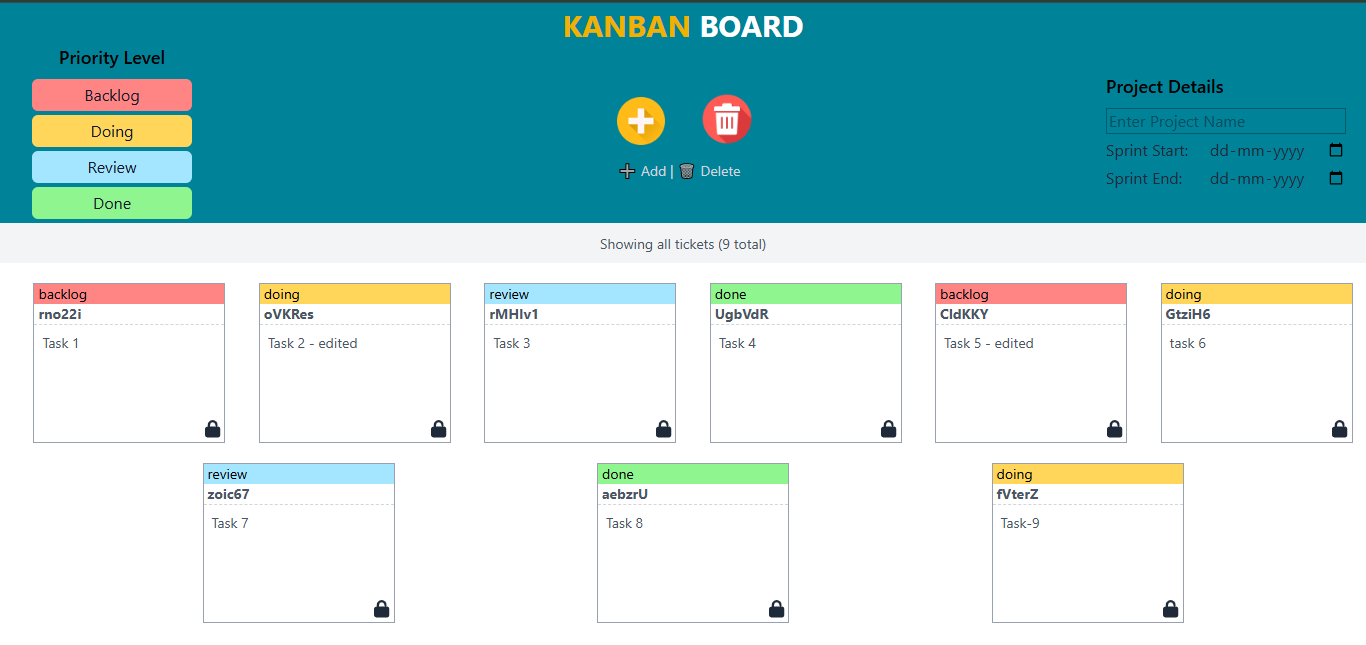 KANBAN BOARD
Priority Level
Backlog
Doing
Review
Done
Add | Delete
Project Details
Enter Project Name
Sprint Start: dd-mm-yyyy
Sprint End: dd-mm-yyyy
Showing all tickets (9 total)
backlog
rno22i
Task 1
doing
oVKRes
Task 2 - edited
review
rMHIv1
Task 3
done
UgbVdR
Task 4
backlog
CldKKY
Task 5 - edited
doing
GtziH6
task 6
review
zoic67
Task 7
done
aebzrU
Task 8
doing
fVterZ
Task-9